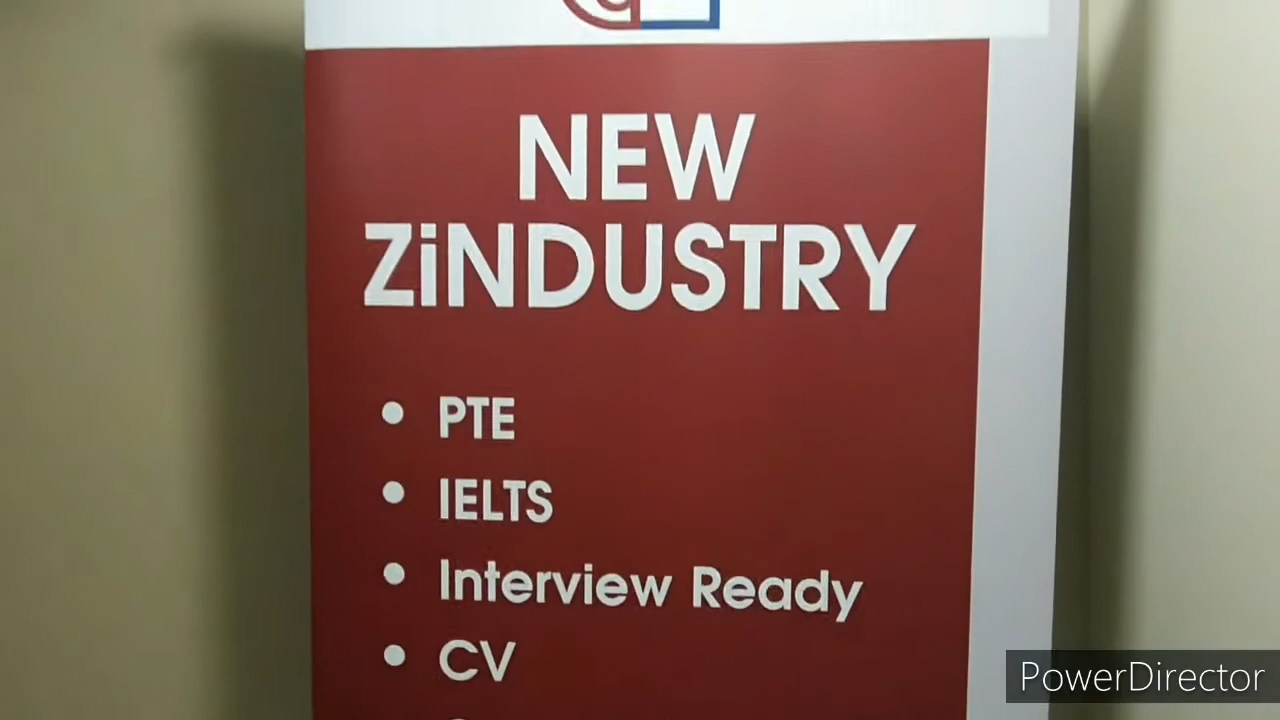 NEW
ZiNDUSTRY
• PTE
• IELTS
• Interview Ready
• CV
PowerDirector